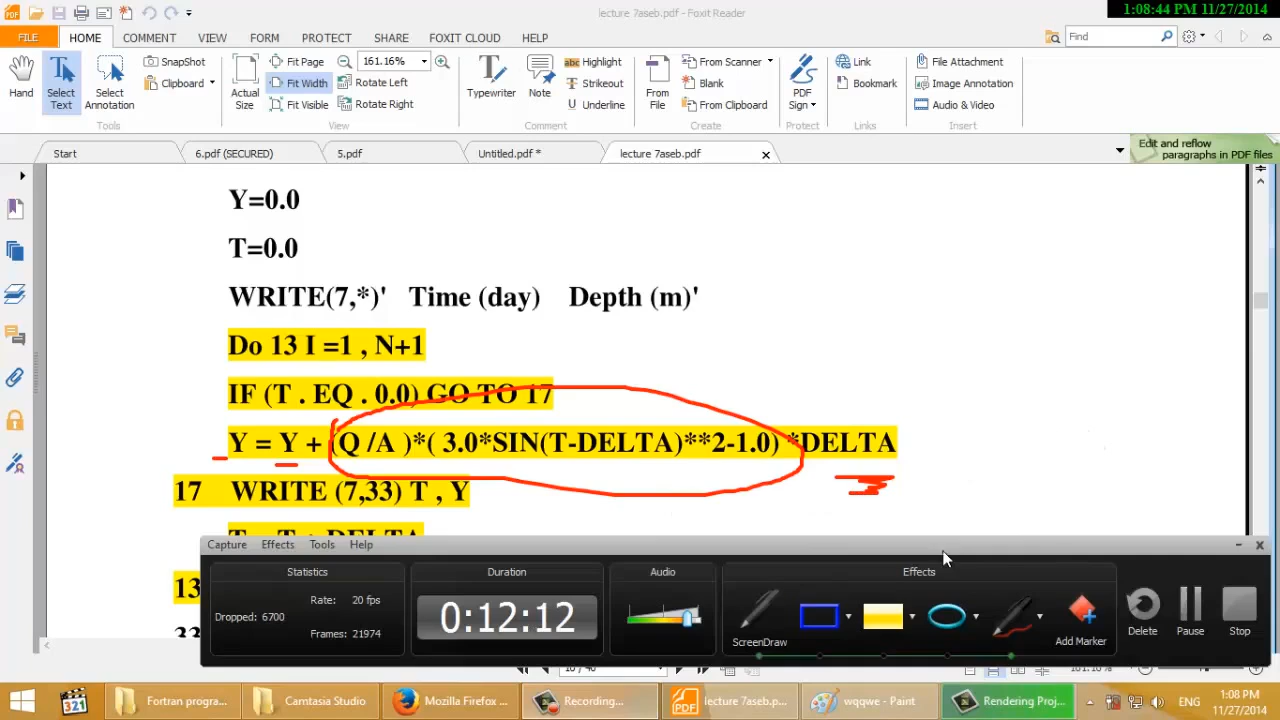 1:08:44 PM 11/27/2014
lecture 7aseb.pdf - Foxit Reader
FILE HOME COMMENT VIEW FORM PROTECT SHARE FOXIT CLOUD HELP
Find
Hand
Select Text
Select Annotation
SnapShot
Clipboard
Tools
Actual Size
Fit Page
Fit Width
Fit Visible
161.16%
Rotate Left
Rotate Right
View
Typewriter
Note
Highlight
Strikeout
Underline
Comment
From File
From Scanner
Blank
From Clipboard
Create
PDF Sign
Protect
Link
Bookmark
Links
File Attachment
Image Annotation
Audio & Video
Insert
Start 6.pdf (SECURED) 5.pdf Untitled.pdf * lecture 7aseb.pdf
Edit and reflow
paragraphs in PDF files
Y=0.0
T=0.0
WRITE(7,*)' Time (day) Depth (m)'
Do 13 I =1 , N+1
IF (T . EQ . 0.0) GO TO 17
Y = Y + (Q /A )*( 3.0*SIN(T-DELTA)**2-1.0) *DELTA
17 WRITE (7,33) T , Y
T = T + DELTA
13
33
Capture Effects Tools Help
Statistics
Dropped: 6700
Rate: 20 fps
Frames: 21974
Duration
0:12:12
Audio
Effects
ScreenDraw
Add Marker
Delete
Pause
Stop
161.16%
321
Fortran progra...
Camtasia Studio
Mozilla Firefox ...
Recording...
lecture 7aseb.p...
wqqwe - Paint
Rendering Proj...
ENG
1:08 PM
11/27/2014